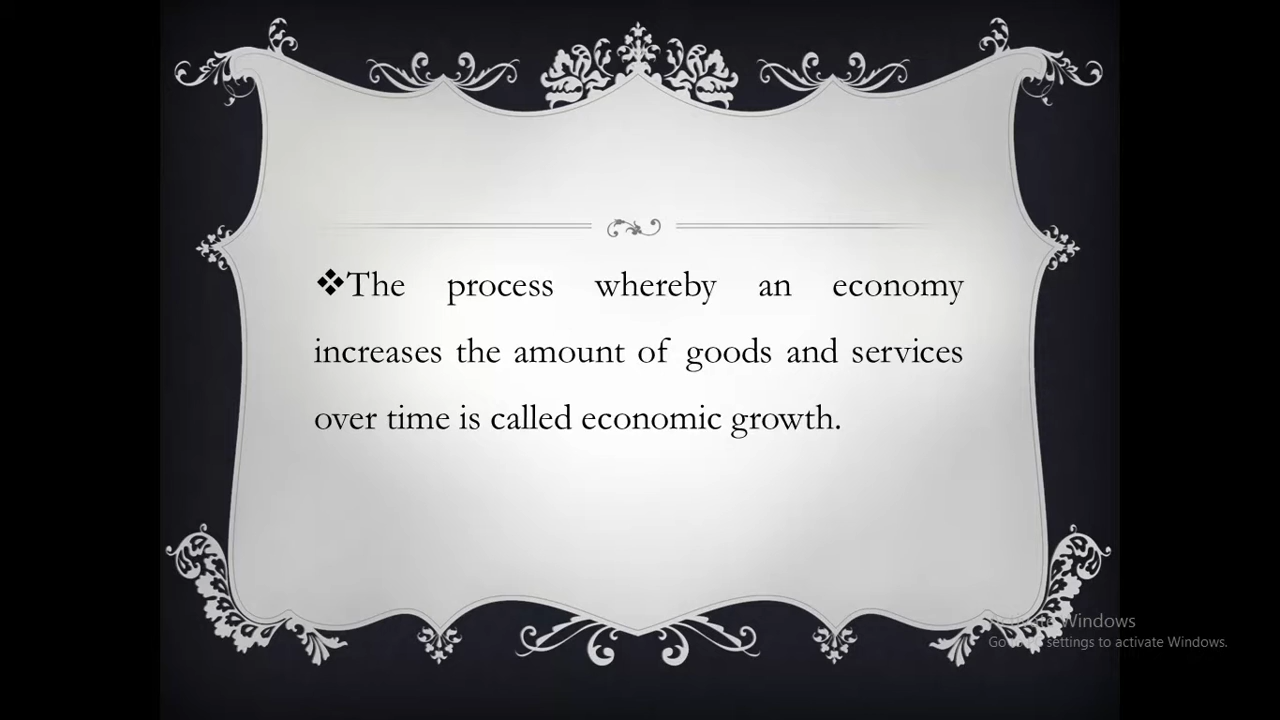 ❖The process whereby an economy
increases the amount of goods and services
over time is called economic growth.
Windows
settings to activate Windows.